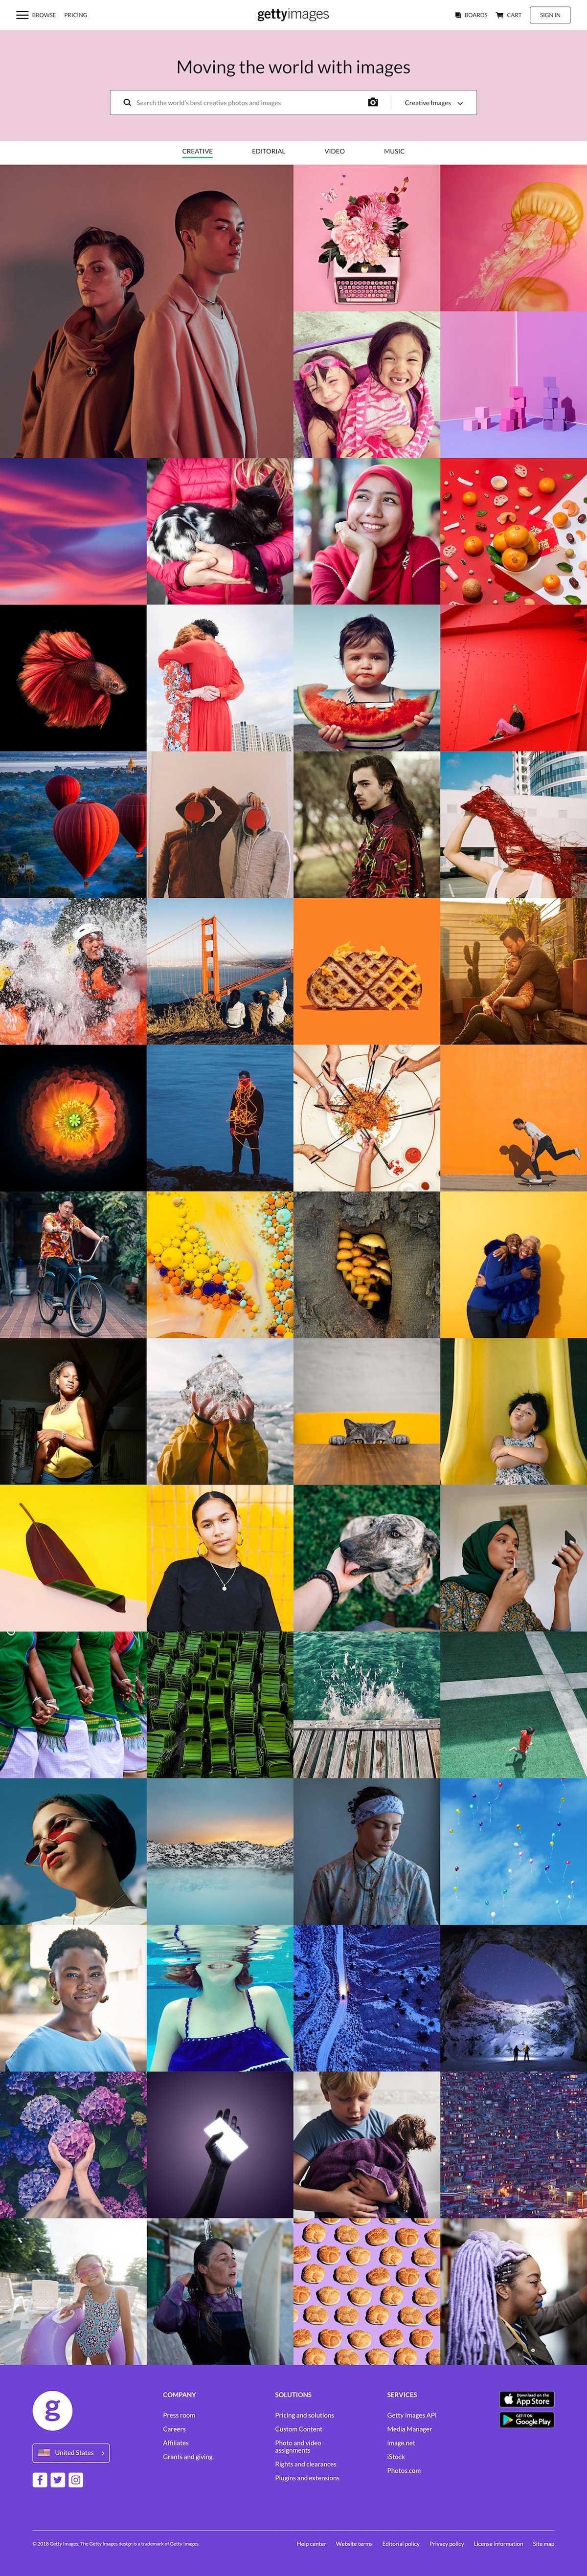 BROWSE PRICING gettyimages BOARDS CART SIGN IN
Moving the world with images
Search the world's best creative photos and images Creative Images
CREATIVE EDITORIAL VIDEO MUSIC
g
United States
COMPANY
Press room
Careers
Affiliates
Grants and giving
SOLUTIONS
Pricing and solutions
Custom Content
Photo and video
assignments
Rights and clearances
Plugins and extensions
SERVICES
Getty Images API
Media Manager
image.net
iStock
Photos.com
Download on the
App Store
GET IT ON
Google Play
© 2018 Getty Images. The Getty Images design is a trademark of Getty Images.
Help center Website terms Editorial policy Privacy policy License information Site map